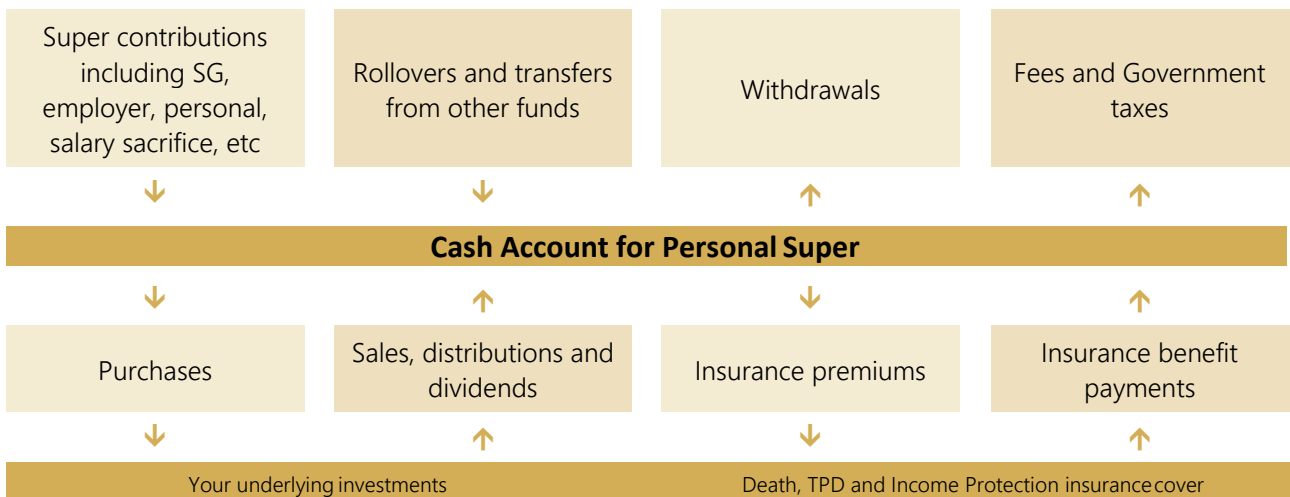 Super contributions
including SG,
employer, personal,
salary sacrifice, etc
Rollovers and transfers
from other funds
Withdrawals
Fees and Government
taxes
Cash Account for Personal Super
Purchases
Sales, distributions and
dividends
Insurance premiums
Insurance benefit
payments
Your underlying investments
Death, TPD and Income Protection insurance cover